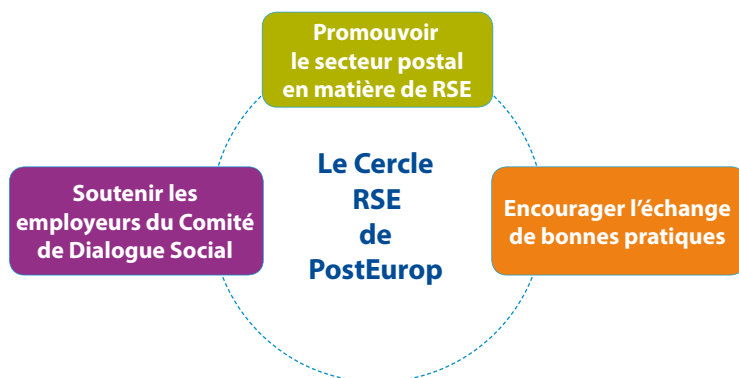 Promouvoir
le secteur postal
en matière de RSE
Le Cercle
RSE
de
PostEurop
Soutenir les
employeurs du Comité
de Dialogue Social
Encourager l’échange
de bonnes pratiques